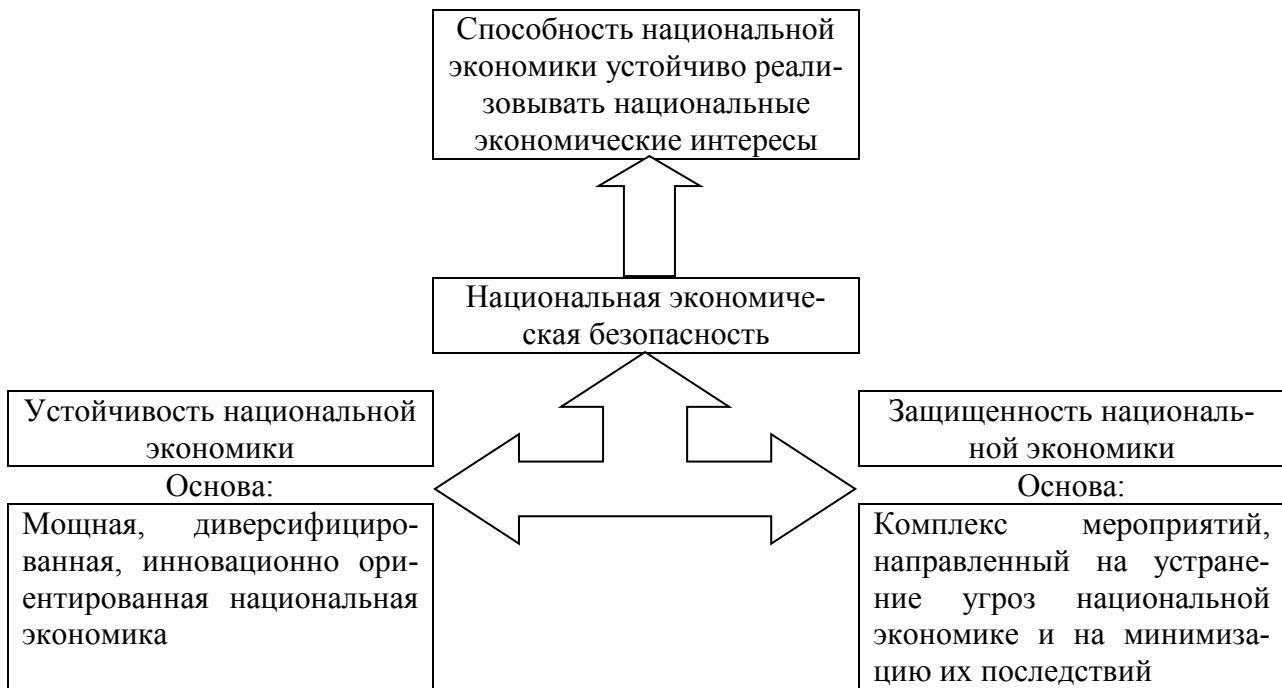 Способность национальной
экономики устойчиво реали-
зовывать национальные
экономические интересы
Национальная экономиче-
ская безопасность
Устойчивость национальной
экономики
Основа:
Мощная, диверсифициро-
ванная, инновационно ори-
ентированная национальная
экономика
Защищенность националь-
ной экономики
Основа:
Комплекс мероприятий,
направленный на устране-
ние угроз национальной
экономике и на минимиза-
цию их последствий